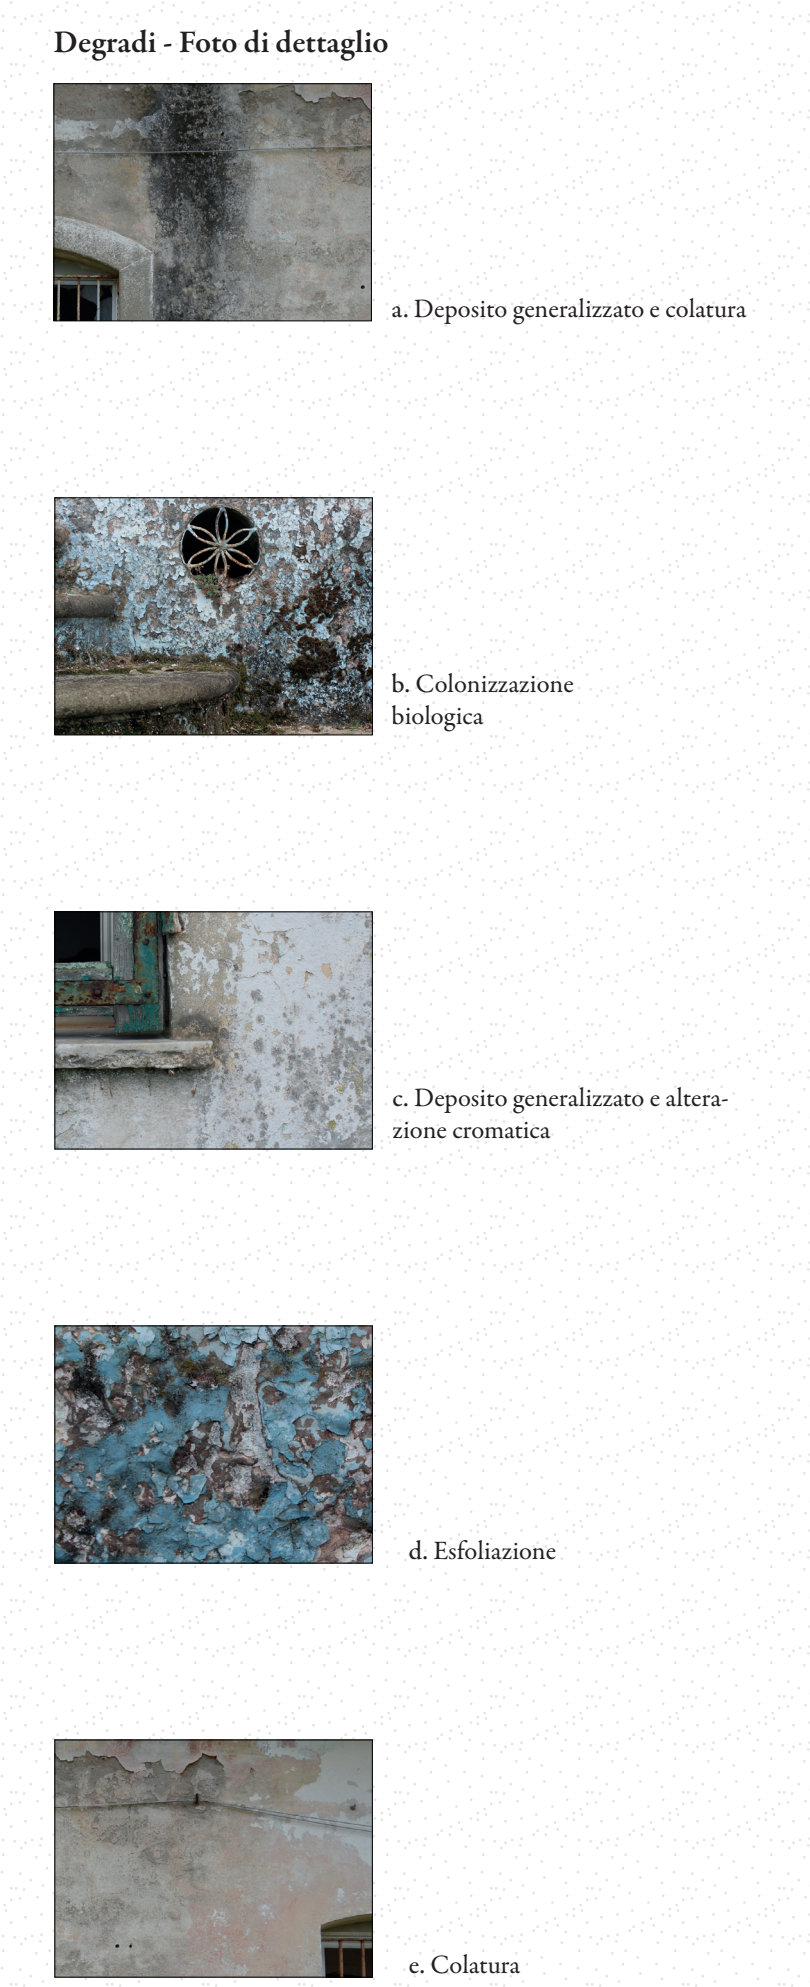 Degradi - Foto di dettaglio
a. Deposito generalizzato e colatura
b. Colonizzazione
biologica
c. Deposito generalizzato e altera-
zione cromatica
d. Esfoliazione
e. Colatura